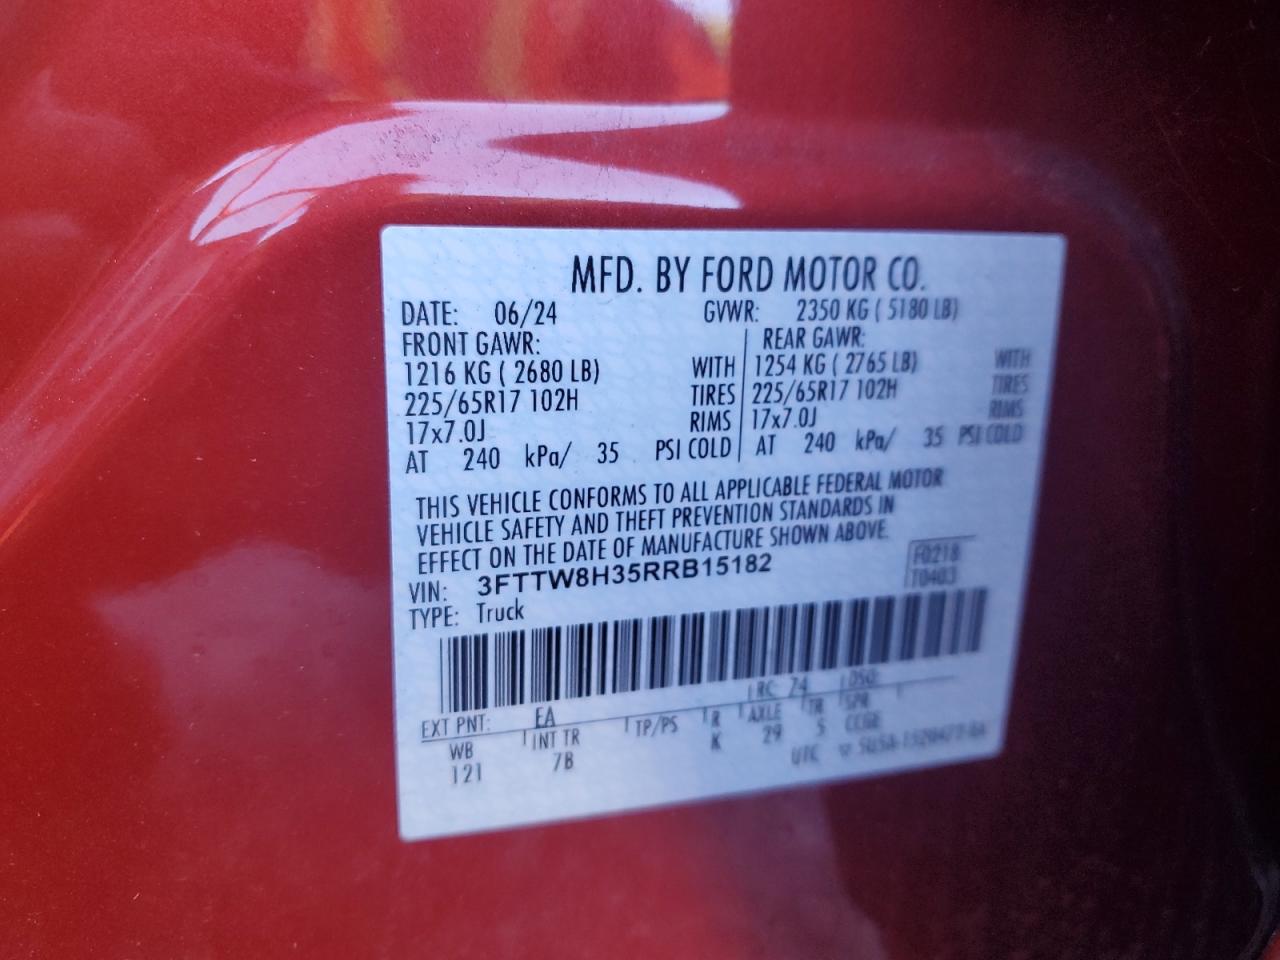 MFD. BY FORD MOTOR CO.
DATE: 06/24 GVWR: 2350 KG ( 5180 LB)
FRONT GAWR: REAR GAWR:
1216 KG ( 2680 LB) WITH 1254 KG ( 2765 LB) WITH
225/65R17 102H TIRES 225/65R17 102H TIRES
17x7.0J RIMS 17x7.0J RIMS
AT 240 kPa/ 35 PSI COLD AT 240 kPa/ 35 PSI COLD
THIS VEHICLE CONFORMS TO ALL APPLICABLE FEDERAL MOTOR
VEHICLE SAFETY AND THEFT PREVENTION STANDARDS IN
EFFECT ON THE DATE OF MANUFACTURE SHOWN ABOVE.
VIN: 3FTTW8H35RRB15182 F0218
TYPE: Truck T0403
EXT PNT: EA RC: 74 DSO:
WB INT TR TP/PS R AXLE TR SPR
121 7B K 29 5 CCGE
UTC